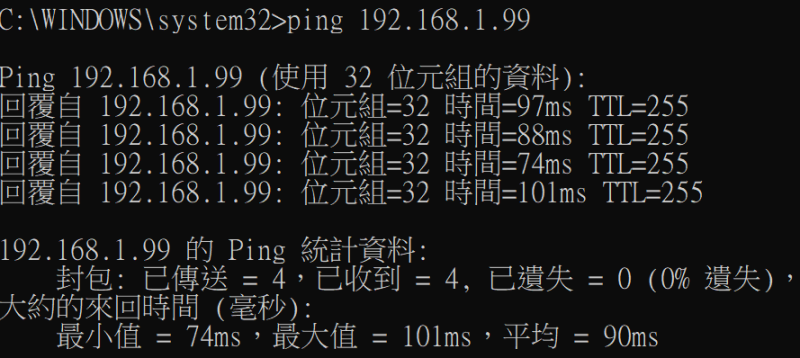 C:\WINDOWS\system32>ping 192.168.1.99
Ping 192.168.1.99 (使用 32 位元組的資料):
回覆自 192.168.1.99: 位元組=32 時間=97ms TTL=255
回覆自 192.168.1.99: 位元組=32 時間=88ms TTL=255
回覆自 192.168.1.99: 位元組=32 時間=74ms TTL=255
回覆自 192.168.1.99: 位元組=32 時間=101ms TTL=255
192.168.1.99 的 Ping 統計資料:
封包: 已傳送 = 4，已收到 = 4, 已遺失 = 0 (0% 遺失)，
大約的來回時間 (毫秒):
最小值 = 74ms，最大值 = 101ms，平均 = 90ms